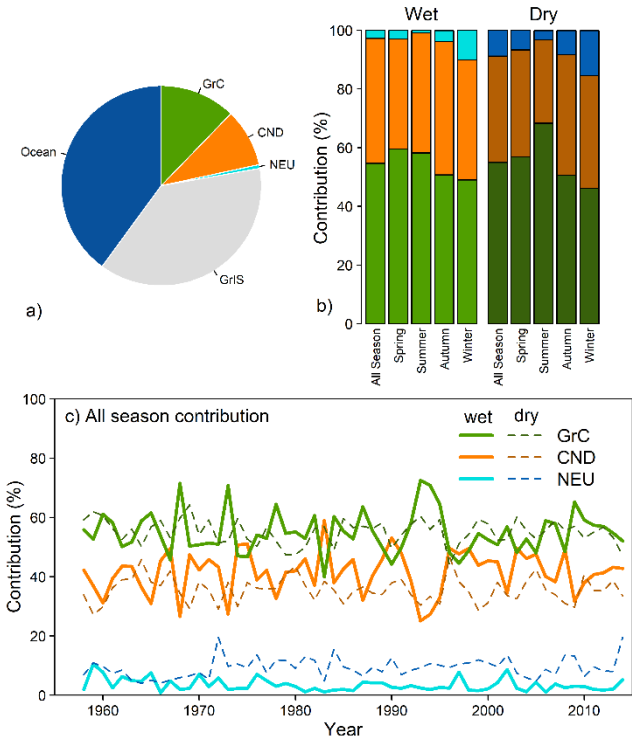 GrC
CND
NEU
GrIS
Ocean
a)
Wet Dry
Contribution (%)
100
80
60
40
20
0
All Season Spring Summer Autumn Winter All Season Spring Summer Autumn Winter
b)
c) All season contribution
wet dry
GrC
CND
NEU
Contribution (%)
100
80
60
40
20
0
1960 1970 1980 1990 2000 2010
Year